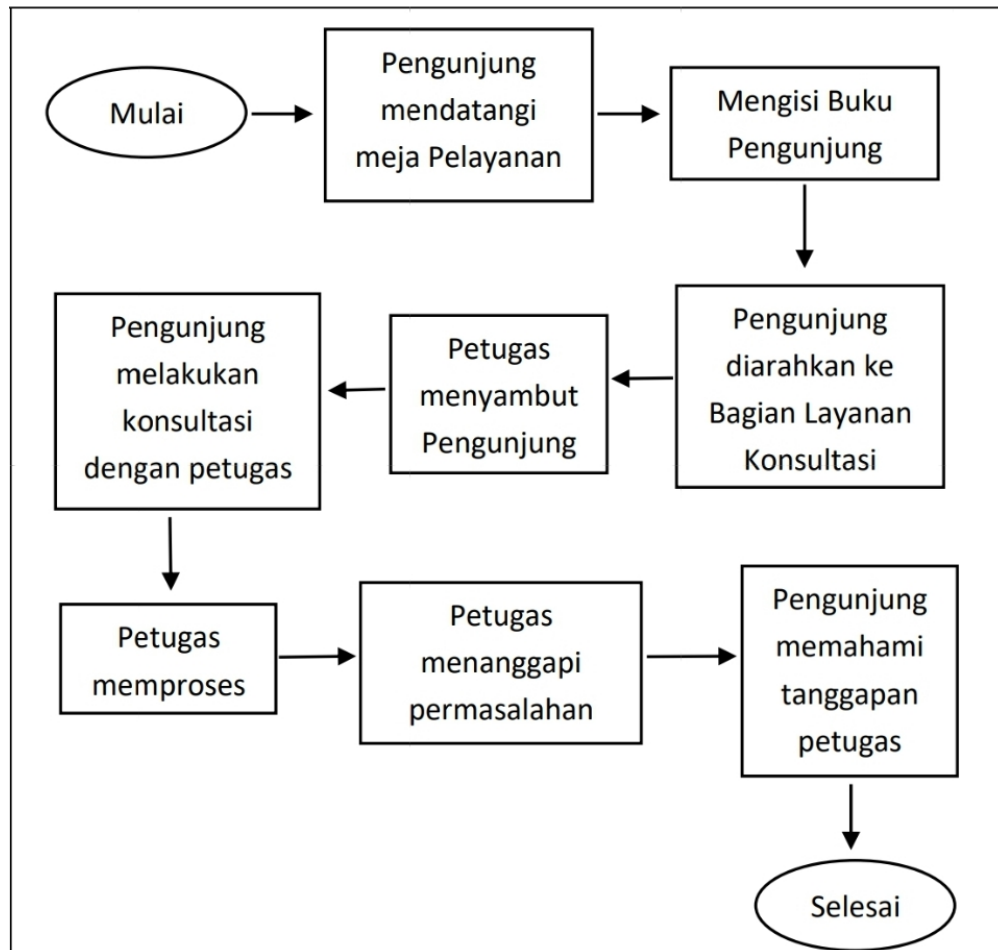 Mulai
Pengunjung
mendatangi
meja Pelayanan
Mengisi Buku
Pengunjung
Pengunjung
diarahkan ke
Bagian Layanan
Konsultasi
Petugas
menyambut
Pengunjung
Pengunjung
melakukan
konsultasi
dengan petugas
Petugas
memproses
Petugas
menanggapi
permasalahan
Pengunjung
memahami
tanggapan
petugas
Selesai